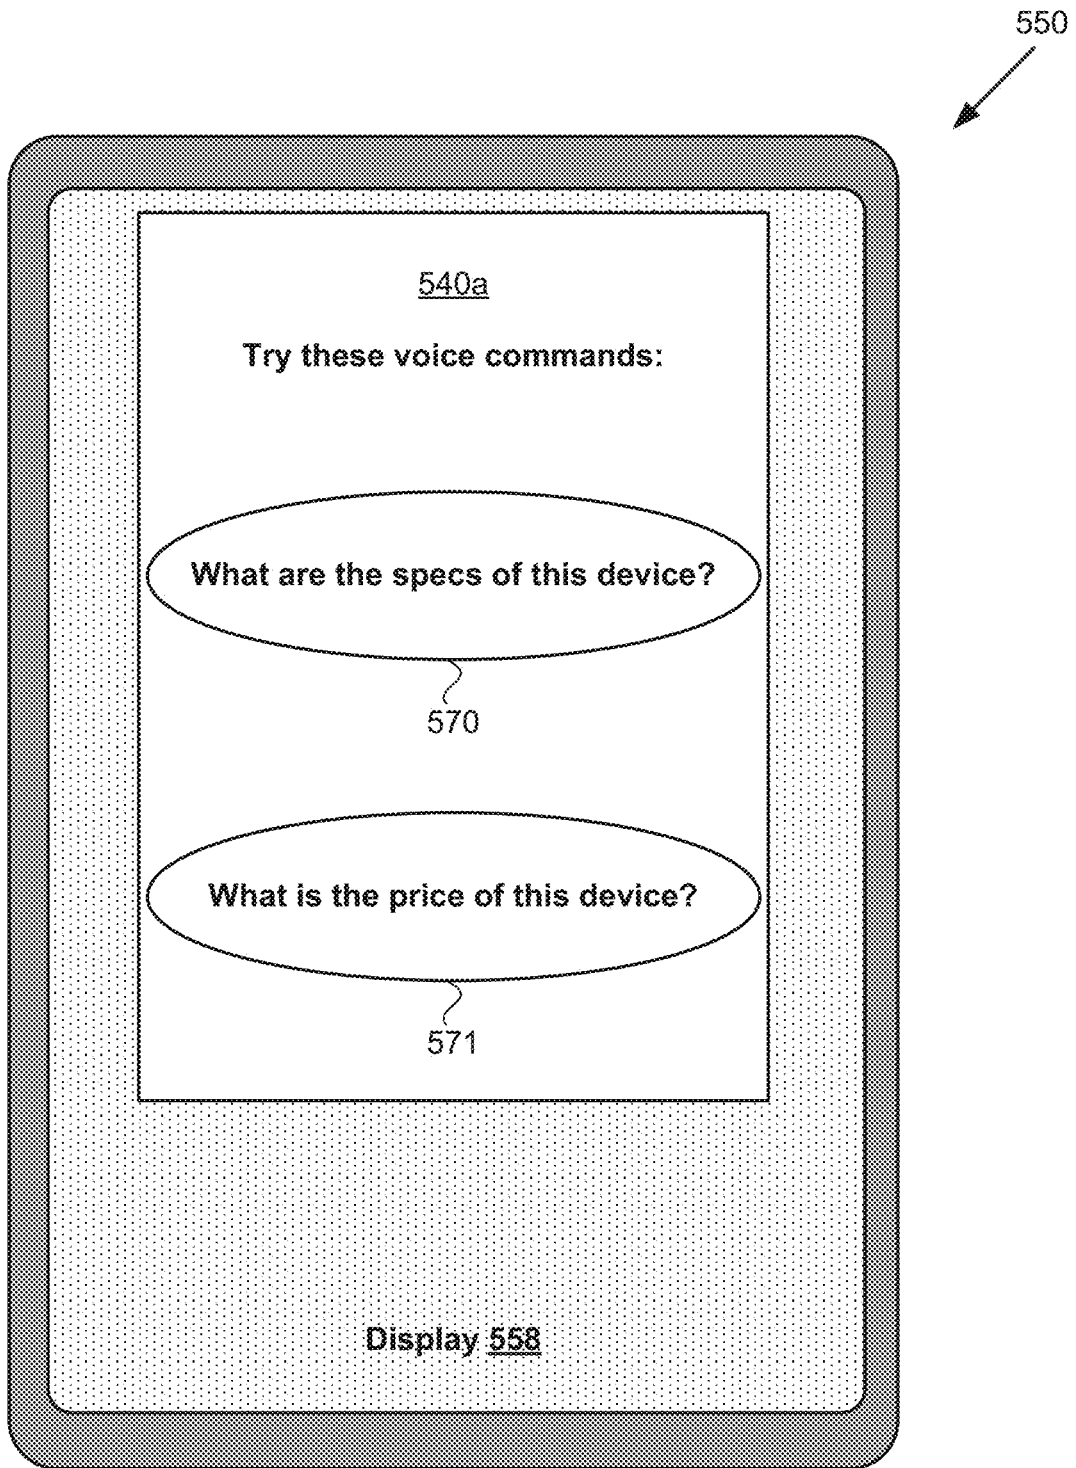 550
540a
Try these voice commands:
What are the specs of this device?
570
What is the price of this device?
571
Display 558